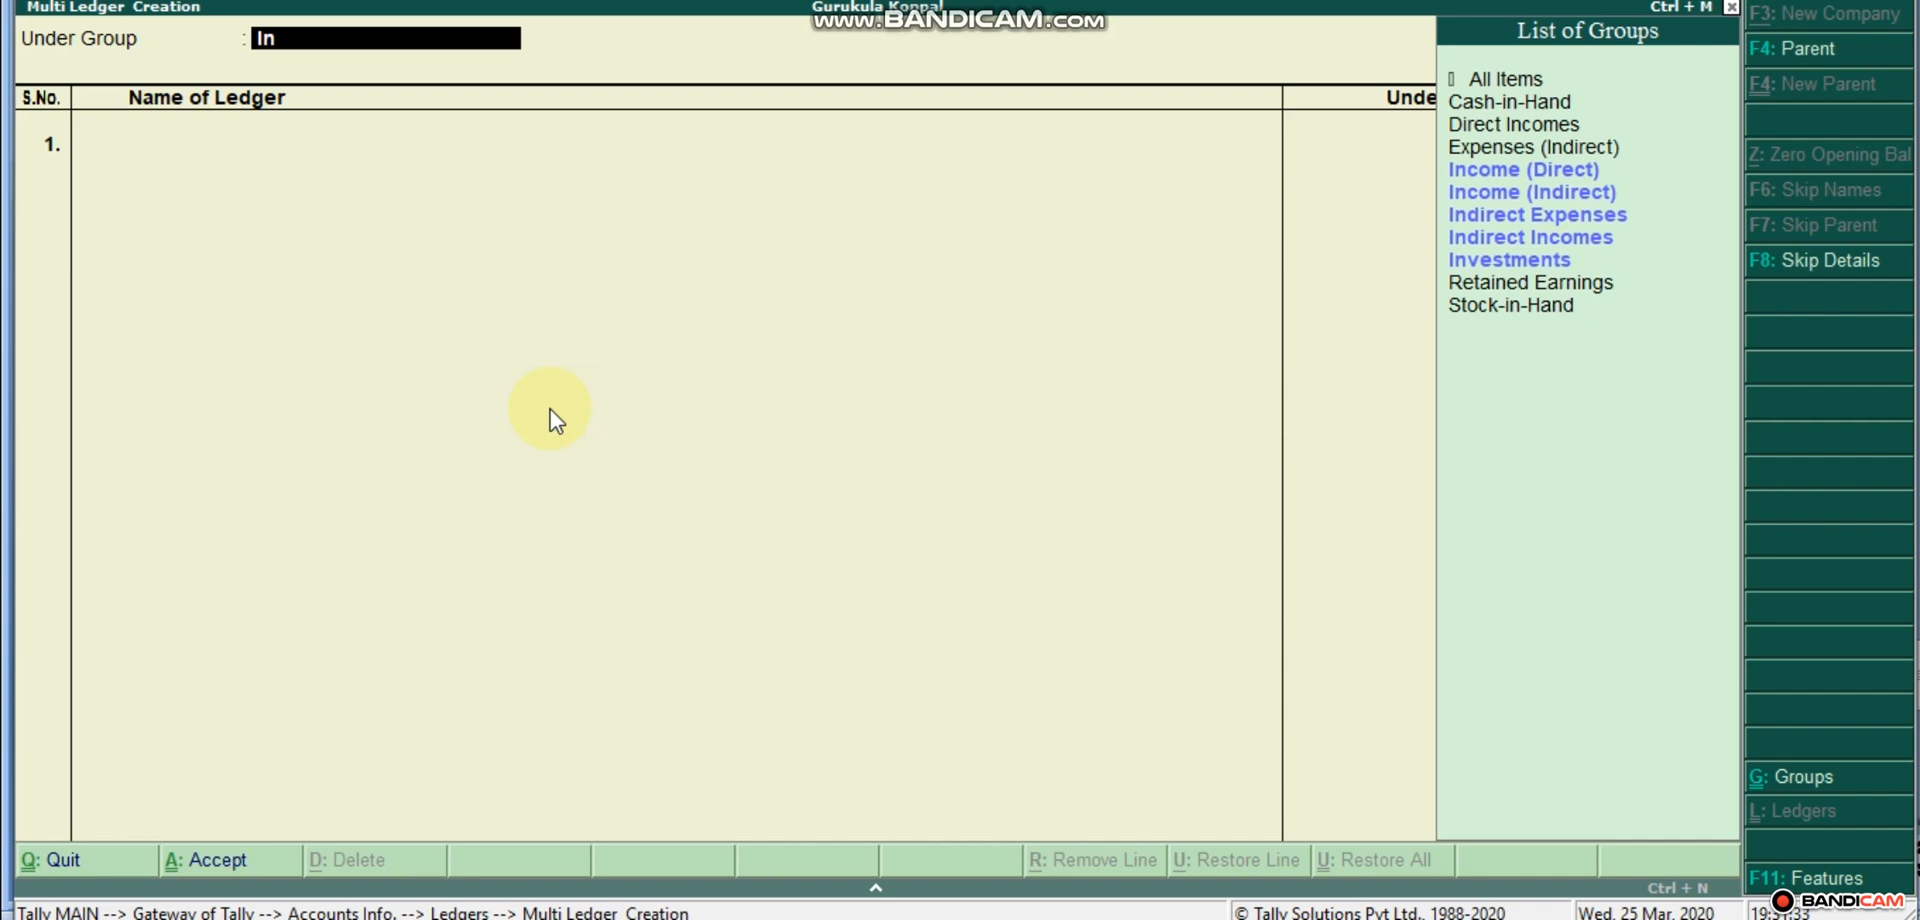 Multi Ledger Creation
Gurukula Koppal
Ctrl + M
www.BANDICAM.com
Under Group : In
List of Groups
S.No.
Name of Ledger
Unde
1.
All Items
Cash-in-Hand
Direct Incomes
Expenses (Indirect)
Income (Direct)
Income (Indirect)
Indirect Expenses
Indirect Incomes
Investments
Retained Earnings
Stock-in-Hand
F3: New Company
F4: Parent
F4: New Parent
Z: Zero Opening Bal
F6: Skip Names
F7: Skip Parent
F8: Skip Details
G: Groups
L: Ledgers
F11: Features
Q: Quit
A: Accept
D: Delete
R: Remove Line
U: Restore Line
U: Restore All
Ctrl + N
Tally MAIN --> Gateway of Tally --> Accounts Info. --> Ledgers --> Multi Ledger Creation
© Tally Solutions Pvt Ltd., 1988-2020
Wed, 25 Mar, 2020
BANDICAM